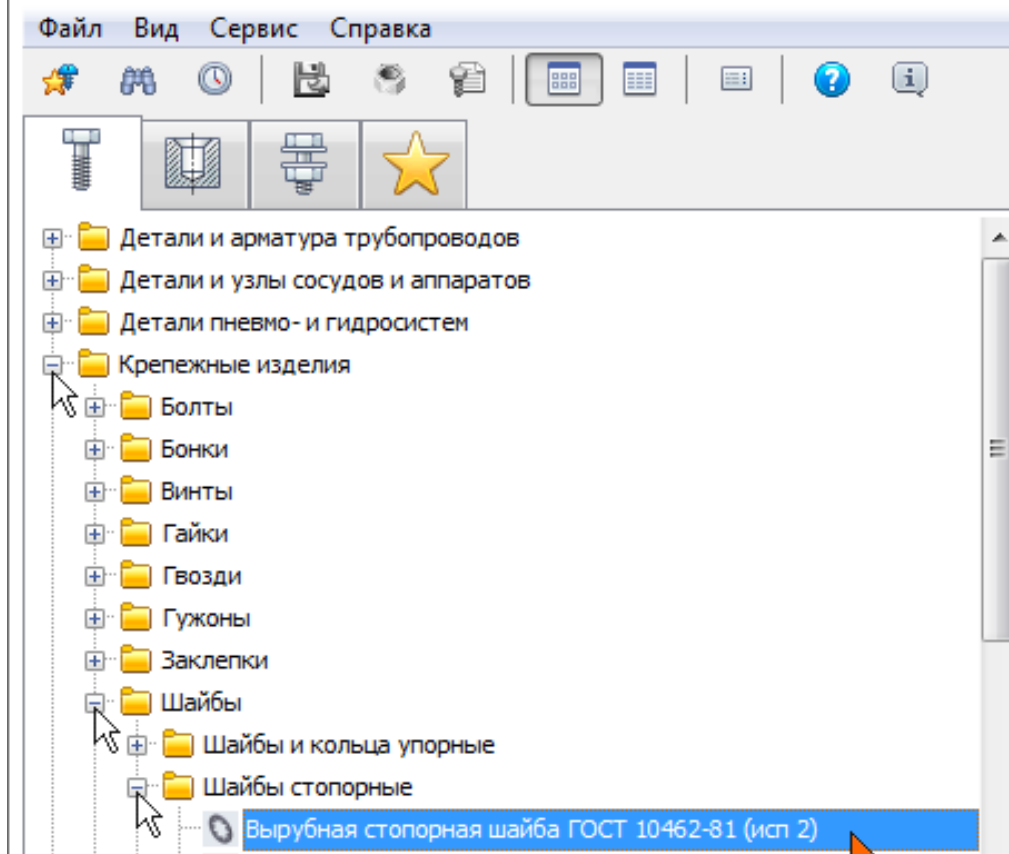 Файл Вид Сервис Справка
Детали и арматура трубопроводов
Детали и узлы сосудов и аппаратов
Детали пневмо- и гидросистем
Крепежные изделия
Болты
Бонки
Винты
Гайки
Гвозди
Гужоны
Заклепки
Шайбы
Шайбы и кольца упорные
Шайбы стопорные
Вырубная стопорная шайба ГОСТ 10462-81 (исп 2)